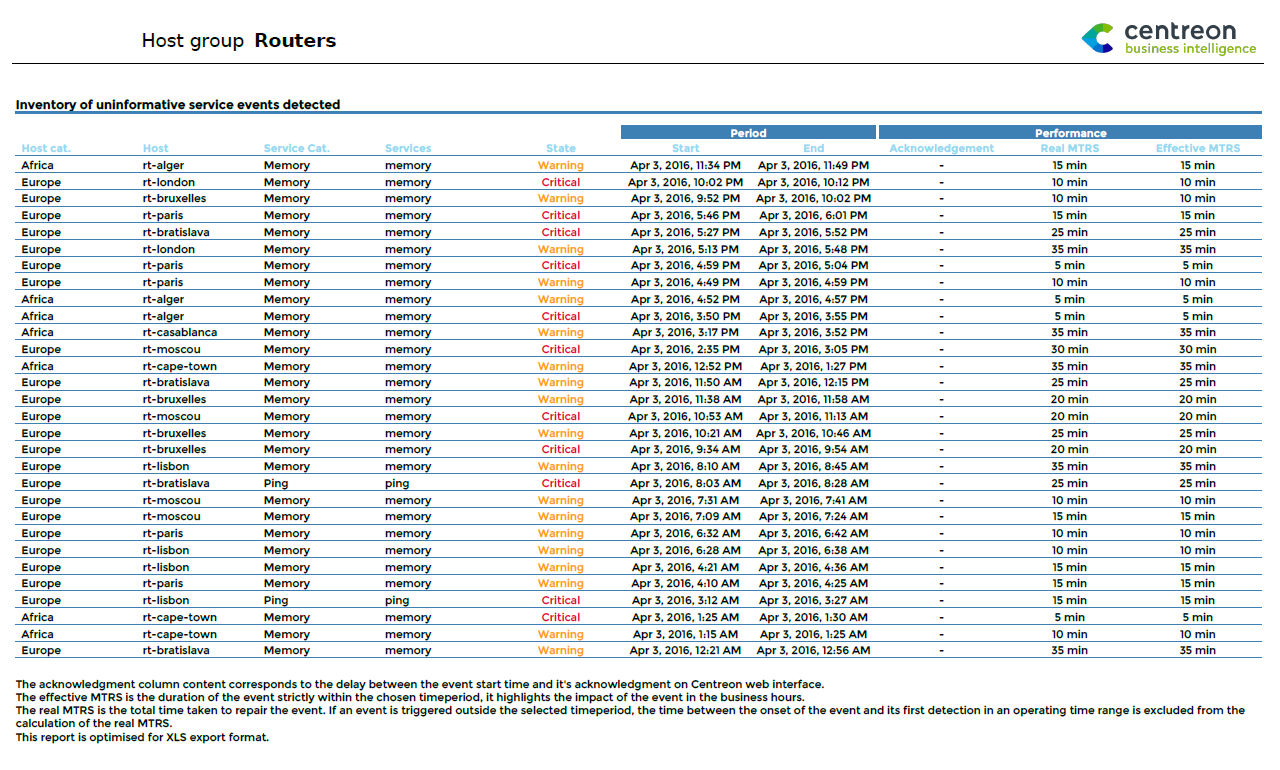 Host group Routers
centreon
business intelligence
Inventory of uninformative service events detected
Period Performance
Host cat. Host Service Cat. Services State Start End Acknowledgement Real MTRS Effective MTRS
Africa rt-alger Memory memory Warning Apr 3, 2016, 11:34 PM Apr 3, 2016, 11:49 PM - 15 min 15 min
Europe rt-london Memory memory Critical Apr 3, 2016, 10:02 PM Apr 3, 2016, 10:12 PM - 10 min 10 min
Europe rt-bruxelles Memory memory Warning Apr 3, 2016, 9:52 PM Apr 3, 2016, 10:02 PM - 10 min 10 min
Europe rt-paris Memory memory Critical Apr 3, 2016, 5:46 PM Apr 3, 2016, 6:01 PM - 15 min 15 min
Europe rt-bratislava Memory memory Critical Apr 3, 2016, 5:27 PM Apr 3, 2016, 5:52 PM - 25 min 25 min
Europe rt-london Memory memory Warning Apr 3, 2016, 5:13 PM Apr 3, 2016, 5:48 PM - 35 min 35 min
Europe rt-paris Memory memory Critical Apr 3, 2016, 4:59 PM Apr 3, 2016, 5:04 PM - 5 min 5 min
Europe rt-paris Memory memory Warning Apr 3, 2016, 4:49 PM Apr 3, 2016, 4:59 PM - 10 min 10 min
Africa rt-alger Memory memory Warning Apr 3, 2016, 4:52 PM Apr 3, 2016, 4:57 PM - 5 min 5 min
Africa rt-alger Memory memory Critical Apr 3, 2016, 3:50 PM Apr 3, 2016, 3:55 PM - 5 min 5 min
Africa rt-casablanca Memory memory Warning Apr 3, 2016, 3:17 PM Apr 3, 2016, 3:52 PM - 35 min 35 min
Europe rt-moscou Memory memory Critical Apr 3, 2016, 2:35 PM Apr 3, 2016, 3:05 PM - 30 min 30 min
Africa rt-cape-town Memory memory Warning Apr 3, 2016, 12:52 PM Apr 3, 2016, 1:27 PM - 35 min 35 min
Europe rt-bratislava Memory memory Warning Apr 3, 2016, 11:50 AM Apr 3, 2016, 12:15 PM - 25 min 25 min
Europe rt-bruxelles Memory memory Warning Apr 3, 2016, 11:38 AM Apr 3, 2016, 11:58 AM - 20 min 20 min
Europe rt-moscou Memory memory Critical Apr 3, 2016, 10:53 AM Apr 3, 2016, 11:13 AM - 20 min 20 min
Europe rt-bruxelles Memory memory Warning Apr 3, 2016, 10:21 AM Apr 3, 2016, 10:46 AM - 25 min 25 min
Europe rt-bruxelles Memory memory Critical Apr 3, 2016, 9:34 AM Apr 3, 2016, 9:54 AM - 20 min 20 min
Europe rt-lisbon Memory memory Warning Apr 3, 2016, 8:10 AM Apr 3, 2016, 8:45 AM - 35 min 35 min
Europe rt-bratislava Ping ping Critical Apr 3, 2016, 8:03 AM Apr 3, 2016, 8:28 AM - 25 min 25 min
Europe rt-moscou Memory memory Warning Apr 3, 2016, 7:31 AM Apr 3, 2016, 7:41 AM - 10 min 10 min
Europe rt-moscou Memory memory Warning Apr 3, 2016, 7:09 AM Apr 3, 2016, 7:24 AM - 15 min 15 min
Europe rt-paris Memory memory Warning Apr 3, 2016, 6:32 AM Apr 3, 2016, 6:42 AM - 10 min 10 min
Europe rt-lisbon Memory memory Warning Apr 3, 2016, 6:28 AM Apr 3, 2016, 6:38 AM - 10 min 10 min
Europe rt-lisbon Memory memory Warning Apr 3, 2016, 4:21 AM Apr 3, 2016, 4:36 AM - 15 min 15 min
Europe rt-paris Memory memory Warning Apr 3, 2016, 4:10 AM Apr 3, 2016, 4:25 AM - 15 min 15 min
Europe rt-lisbon Ping ping Critical Apr 3, 2016, 3:12 AM Apr 3, 2016, 3:27 AM - 15 min 15 min
Africa rt-cape-town Memory memory Critical Apr 3, 2016, 1:25 AM Apr 3, 2016, 1:30 AM - 5 min 5 min
Africa rt-cape-town Memory memory Warning Apr 3, 2016, 1:15 AM Apr 3, 2016, 1:25 AM - 10 min 10 min
Europe rt-bratislava Memory memory Warning Apr 3, 2016, 12:21 AM Apr 3, 2016, 12:56 AM - 35 min 35 min
The acknowledgment column content corresponds to the delay between the event start time and it's acknowledgment on Centreon web interface.
The effective MTRS is the duration of the event strictly within the chosen timeperiod, it highlights the impact of the event in the business hours.
The real MTRS is the total time taken to repair the event. If an event is triggered outside the selected timeperiod, the time between the onset of the event and its first detection in an operating time range is excluded from the
calculation of the real MTRS.
This report is optimised for XLS export format.